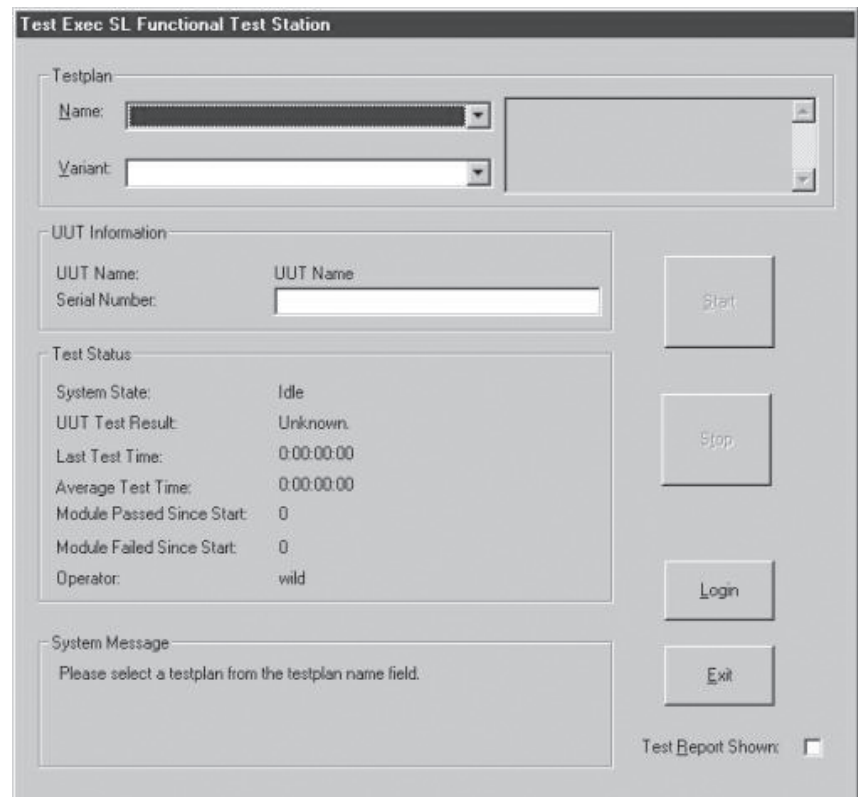 Test Exec SL Functional Test Station
Testplan
Name:
Variant:
UUT Information
UUT Name: UUT Name
Serial Number:
Start
Test Status
System State: Idle
UUT Test Result: Unknown.
Last Test Time: 0:00:00:00
Average Test Time: 0:00:00:00
Module Passed Since Start: 0
Module Failed Since Start: 0
Operator: wild
Stop
Login
System Message
Please select a testplan from the testplan name field.
Exit
Test Report Shown: